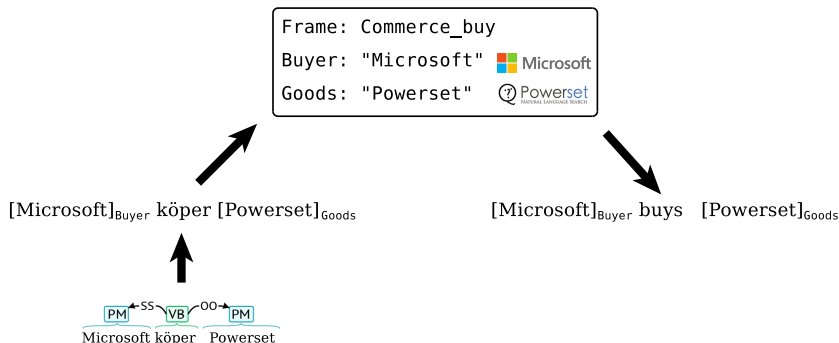 Frame: Commerce_buy
Buyer: "Microsoft" Microsoft
Goods: "Powerset" Powerset
NATURAL LANGUAGE SEARCH
[Microsoft]Buyer köper [Powerset]Goods
[Microsoft]Buyer buys [Powerset]Goods
SS OO
PM VB PM
Microsoft köper Powerset